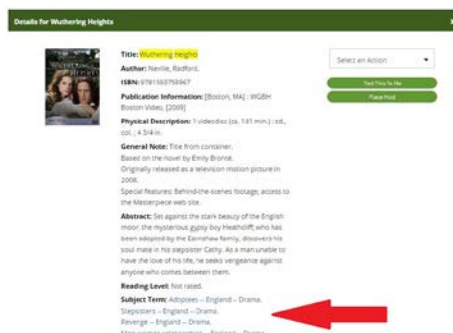 Details for Wuthering Heights
Title: Wuthering Heights
Select an Action
Author: Neville, Radford.
ISBN: 9781593758967
Text This To Me
Publication Information: [Boston, MA] : WGBH
Place Hold
Boston Video, [2009]
Physical Description: 1 videodisc (ca. 141 min.) : sd.,
col. ; 4 3/4 in.
General Note: Title from container.
Based on the novel by Emily Brontë.
Originally released as a television motion picture in
2008.
Special features: Behind-the-scenes footage; access to
the Masterpiece web site.
Abstract: Set against the stark beauty of the English
moor, the mysterious gypsy boy Heathcliff, who has
been adopted by the Earnshaw family, discovers his
soul mate in his stepsister Cathy. As a man unable to
have the love of his life, he seeks vengeance against
anyone who comes between them.
Reading Level: Not rated.
Subject Term: Adoptees -- England -- Drama.
Stepsisters -- England -- Drama.
Revenge -- England -- Drama.